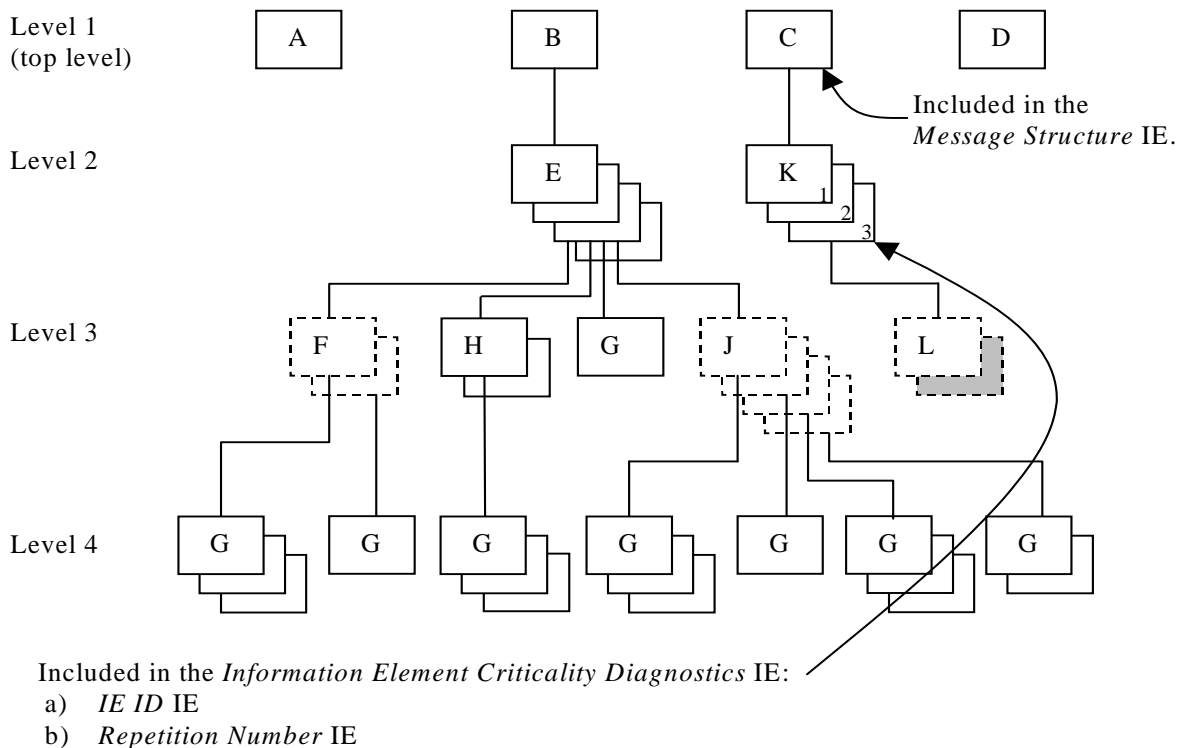 Level 1
(top level)
A
B
C
D
Included in the
Message Structure IE.
Level 2
E
K
1
2
3
Level 3
F
H
G
J
L
Level 4
G
G
G
G
G
G
G
Included in the Information Element Criticality Diagnostics IE:
a) IE ID IE
b) Repetition Number IE